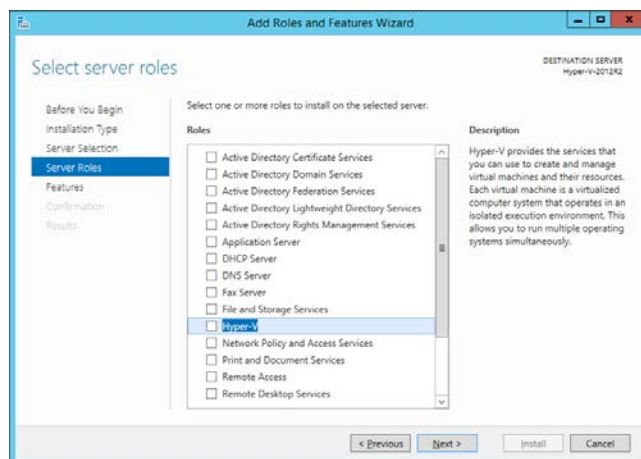 Add Roles and Features Wizard
Select server roles
DESTINATION SERVER
Hyper-V-2012R2
Before You Begin
Installation Type
Server Selection
Server Roles
Features
Confirmation
Results
Select one or more roles to install on the selected server.
Roles
Active Directory Certificate Services
Active Directory Domain Services
Active Directory Federation Services
Active Directory Lightweight Directory Services
Active Directory Rights Management Services
Application Server
DHCP Server
DNS Server
Fax Server
File and Storage Services
Hyper-V
Network Policy and Access Services
Print and Document Services
Remote Access
Remote Desktop Services
Description
Hyper-V provides the services that
you can use to create and manage
virtual machines and their resources.
Each virtual machine is a virtualized
computer system that operates in an
isolated execution environment. This
allows you to run multiple operating
systems simultaneously.
< Previous
Next >
Install
Cancel